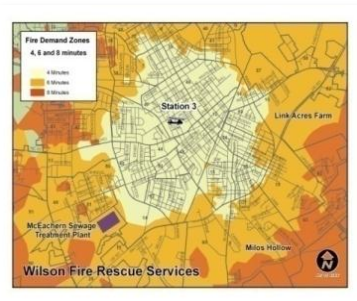 Fire Demand Zones
4, 6 and 8 minutes
4 Minutes
6 Minutes
8 Minutes
Station 3
Link Acres Farm
McEachern Sewage
Treatment Plant
Milos Hollow
Wilson Fire Rescue Services
N